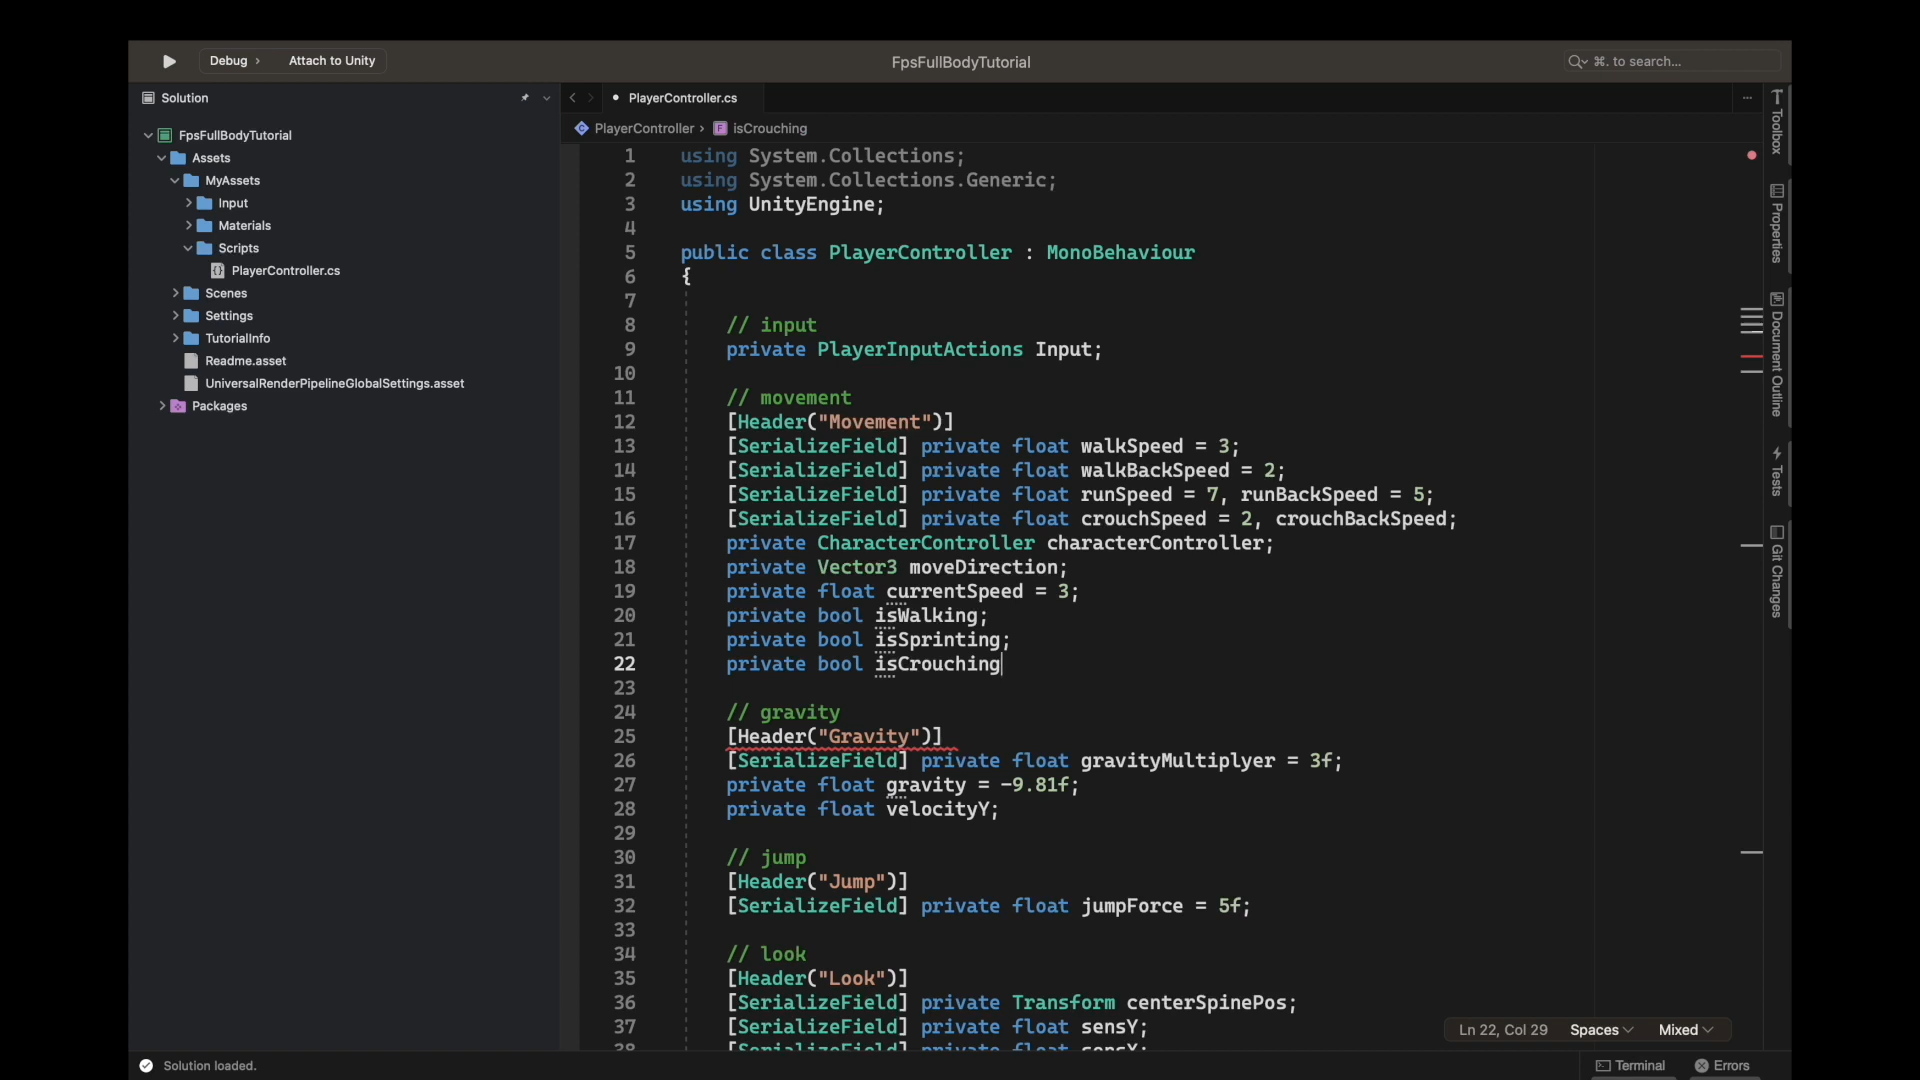 Debug › Attach to Unity
FpsFullBodyTutorial
⌘. to search...
Solution
FpsFullBodyTutorial
Assets
MyAssets
Input
Materials
Scripts
PlayerController.cs
Scenes
Settings
TutorialInfo
Readme.asset
UniversalRenderPipelineGlobalSettings.asset
Packages
PlayerController.cs
PlayerController › isCrouching
1 using System.Collections;
2 using System.Collections.Generic;
3 using UnityEngine;
4
5 public class PlayerController : MonoBehaviour
6 {
7
8 // input
9 private PlayerInputActions Input;
10
11 // movement
12 [Header("Movement")]
13 [SerializeField] private float walkSpeed = 3;
14 [SerializeField] private float walkBackSpeed = 2;
15 [SerializeField] private float runSpeed = 7, runBackSpeed = 5;
16 [SerializeField] private float crouchSpeed = 2, crouchBackSpeed;
17 private CharacterController characterController;
18 private Vector3 moveDirection;
19 private float currentSpeed = 3;
20 private bool isWalking;
21 private bool isSprinting;
22 private bool isCrouching
23
24 // gravity
25 [Header("Gravity")]
26 [SerializeField] private float gravityMultiplyer = 3f;
27 private float gravity = -9.81f;
28 private float velocityY;
29
30 // jump
31 [Header("Jump")]
32 [SerializeField] private float jumpForce = 5f;
33
34 // look
35 [Header("Look")]
36 [SerializeField] private Transform centerSpinePos;
37 [SerializeField] private float sensY;
38 [SerializeField] private float sensX;
Toolbox
Properties
Document Outline
Tests
Git Changes
Ln 22, Col 29 Spaces Mixed
Solution loaded.
Terminal
Errors